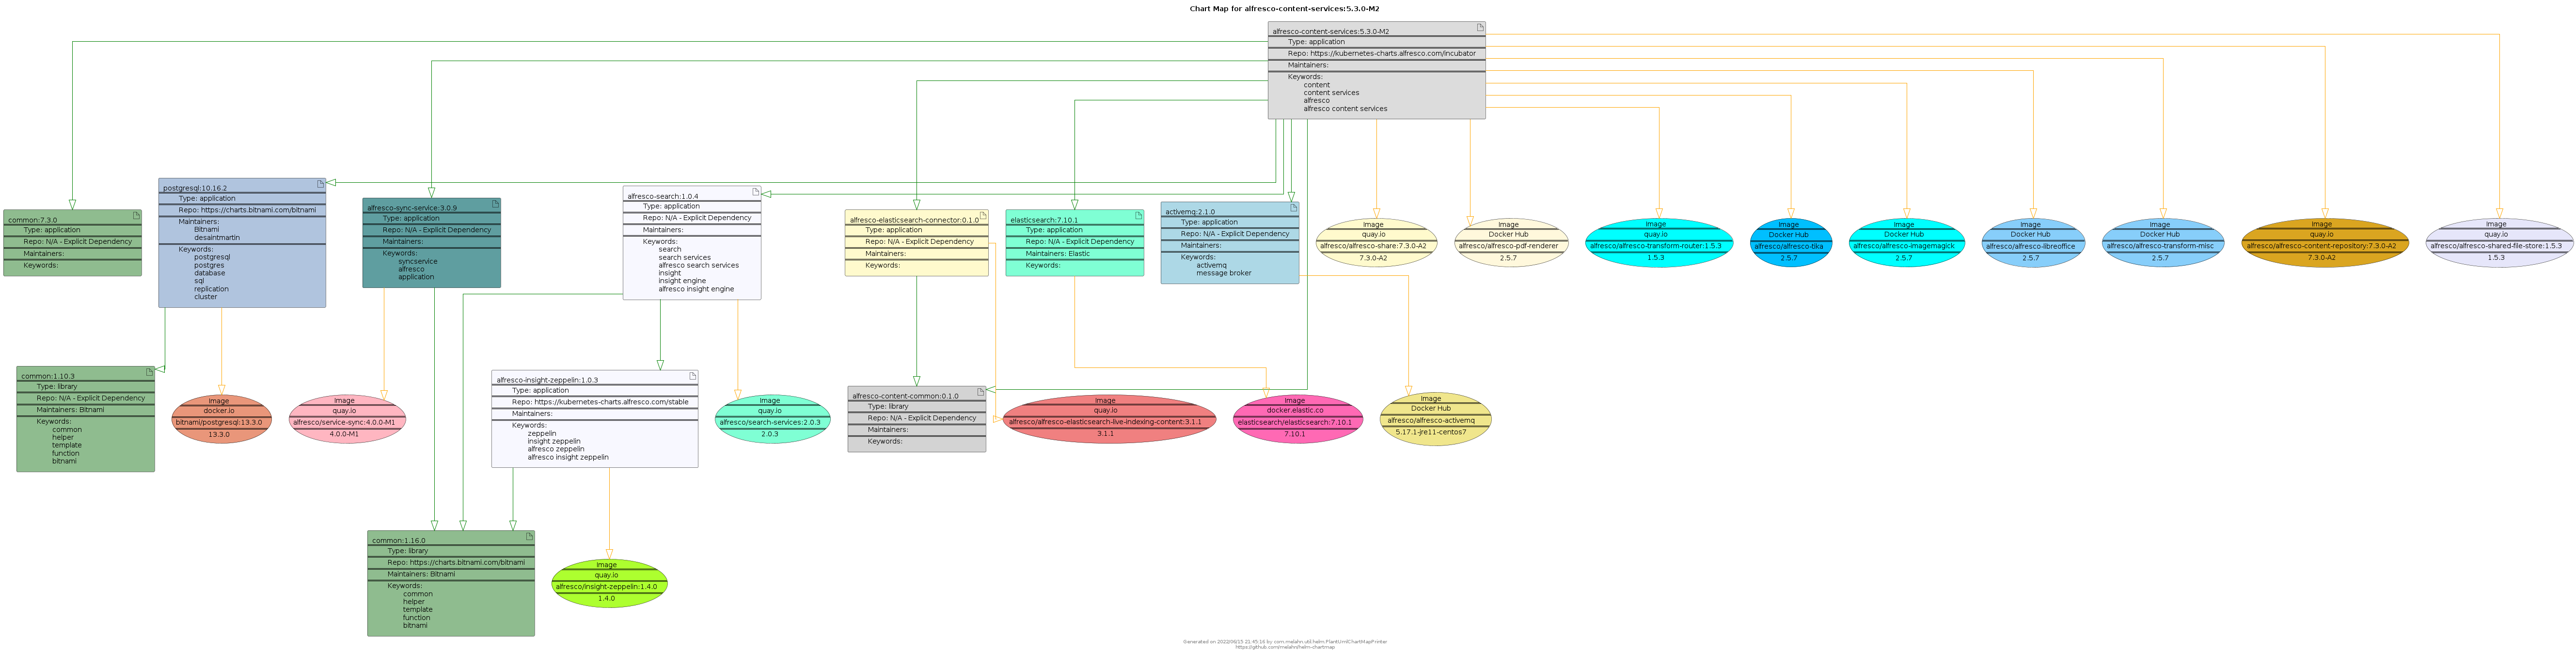 Chart Map for alfresco-content-services:5.3.0-M2
alfresco-content-services:5.3.0-M2
Type: application
Repo: https://kubernetes-charts.alfresco.com/incubator
Maintainers:
Keywords:
content
content services
alfresco
alfresco content services
common:7.3.0
Type: application
Repo: N/A - Explicit Dependency
Maintainers:
Keywords:
postgresql:10.16.2
Type: application
Repo: https://charts.bitnami.com/bitnami
Maintainers:
Bitnami
desaintmartin
Keywords:
postgresql
postgres
database
sql
replication
cluster
alfresco-sync-service:3.0.9
Type: application
Repo: N/A - Explicit Dependency
Maintainers:
Keywords:
syncservice
alfresco
application
alfresco-search:1.0.4
Type: application
Repo: N/A - Explicit Dependency
Maintainers:
Keywords:
search
search services
alfresco search services
insight
insight engine
alfresco insight engine
alfresco-elasticsearch-connector:0.1.0
Type: application
Repo: N/A - Explicit Dependency
Maintainers:
Keywords:
elasticsearch:7.10.1
Type: application
Repo: N/A - Explicit Dependency
Maintainers: Elastic
Keywords:
activemq:2.1.0
Type: application
Repo: N/A - Explicit Dependency
Maintainers:
Keywords:
activemq
message broker
Image
quay.io
alfresco/alfresco-share:7.3.0-A2
7.3.0-A2
Image
Docker Hub
alfresco/alfresco-pdf-renderer
2.5.7
Image
quay.io
alfresco/alfresco-transform-router:1.5.3
1.5.3
Image
Docker Hub
alfresco/alfresco-tika
2.5.7
Image
Docker Hub
alfresco/alfresco-imagemagick
2.5.7
Image
Docker Hub
alfresco/alfresco-libreoffice
2.5.7
Image
Docker Hub
alfresco/alfresco-transform-misc
2.5.7
Image
quay.io
alfresco/alfresco-content-repository:7.3.0-A2
7.3.0-A2
Image
quay.io
alfresco/alfresco-shared-file-store:1.5.3
1.5.3
common:1.10.3
Type: library
Repo: N/A - Explicit Dependency
Maintainers: Bitnami
Keywords:
common
helper
template
function
bitnami
Image
docker.io
bitnami/postgresql:13.3.0
13.3.0
Image
quay.io
alfresco/service-sync:4.0.0-M1
4.0.0-M1
alfresco-insight-zeppelin:1.0.3
Type: application
Repo: https://kubernetes-charts.alfresco.com/stable
Maintainers:
Keywords:
zeppelin
insight zeppelin
alfresco zeppelin
alfresco insight zeppelin
Image
quay.io
alfresco/search-services:2.0.3
2.0.3
alfresco-content-common:0.1.0
Type: library
Repo: N/A - Explicit Dependency
Maintainers:
Keywords:
Image
quay.io
alfresco/alfresco-elasticsearch-live-indexing-content:3.1.1
3.1.1
Image
docker.elastic.co
elasticsearch/elasticsearch:7.10.1
7.10.1
Image
Docker Hub
alfresco/alfresco-activemq
5.17.1-jre11-centos7
common:1.16.0
Type: library
Repo: https://charts.bitnami.com/bitnami
Maintainers: Bitnami
Keywords:
common
helper
template
function
bitnami
Image
quay.io
alfresco/insight-zeppelin:1.4.0
1.4.0
Generated on 2022/06/15 21:45:16 by com.melahn.util.helm.PlantUmlChartMapPrinter
https://github.com/melahn/helm-chartmap